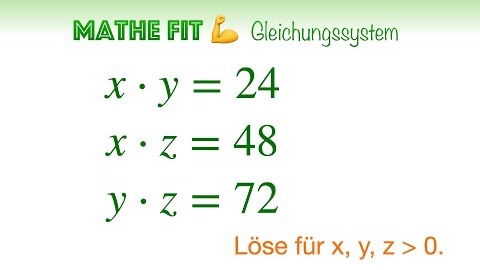 MATHE FIT 💪 Gleichungssystem
x · y = 24
x · z = 48
y · z = 72
Löse für x, y, z > 0.